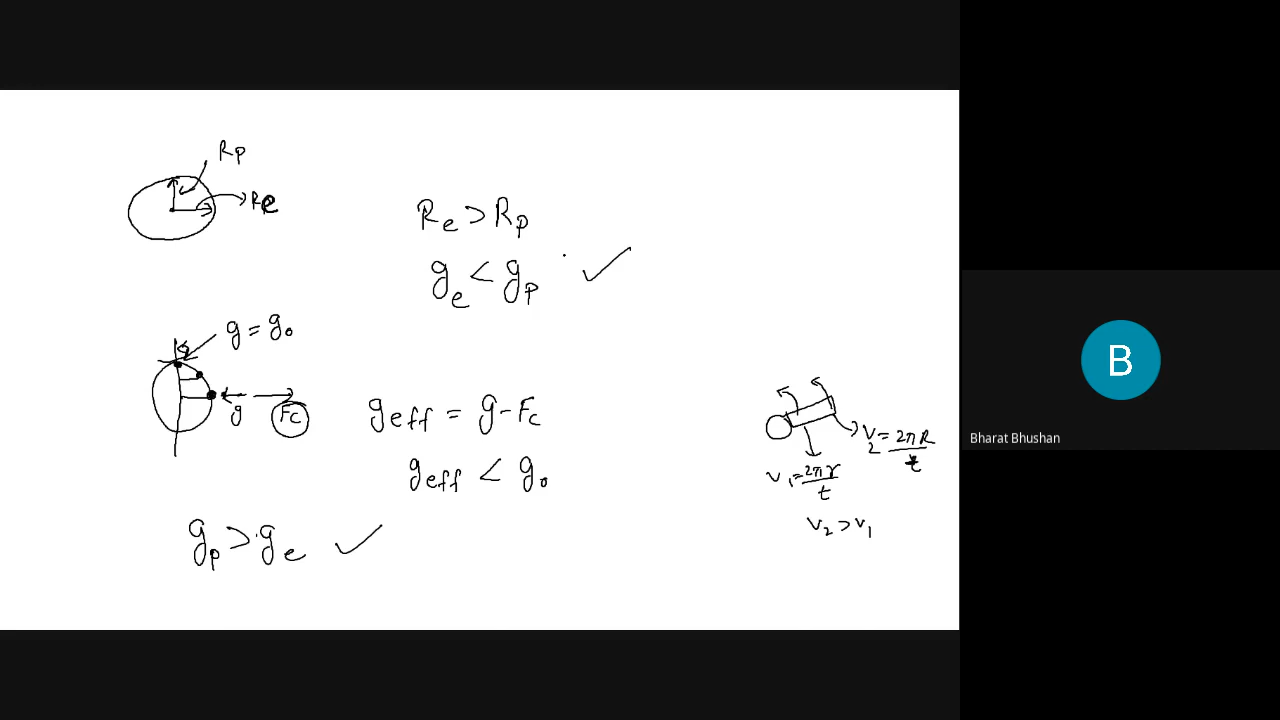 Rp
Re
Re > Rp
ge < gp
g = g₀
g
Fc
geff = g - Fc
geff < g₀
gp > ge
V₂ = 2πR/t
V₁ = 2πr/t
V₂ > V₁
B
Bharat Bhushan